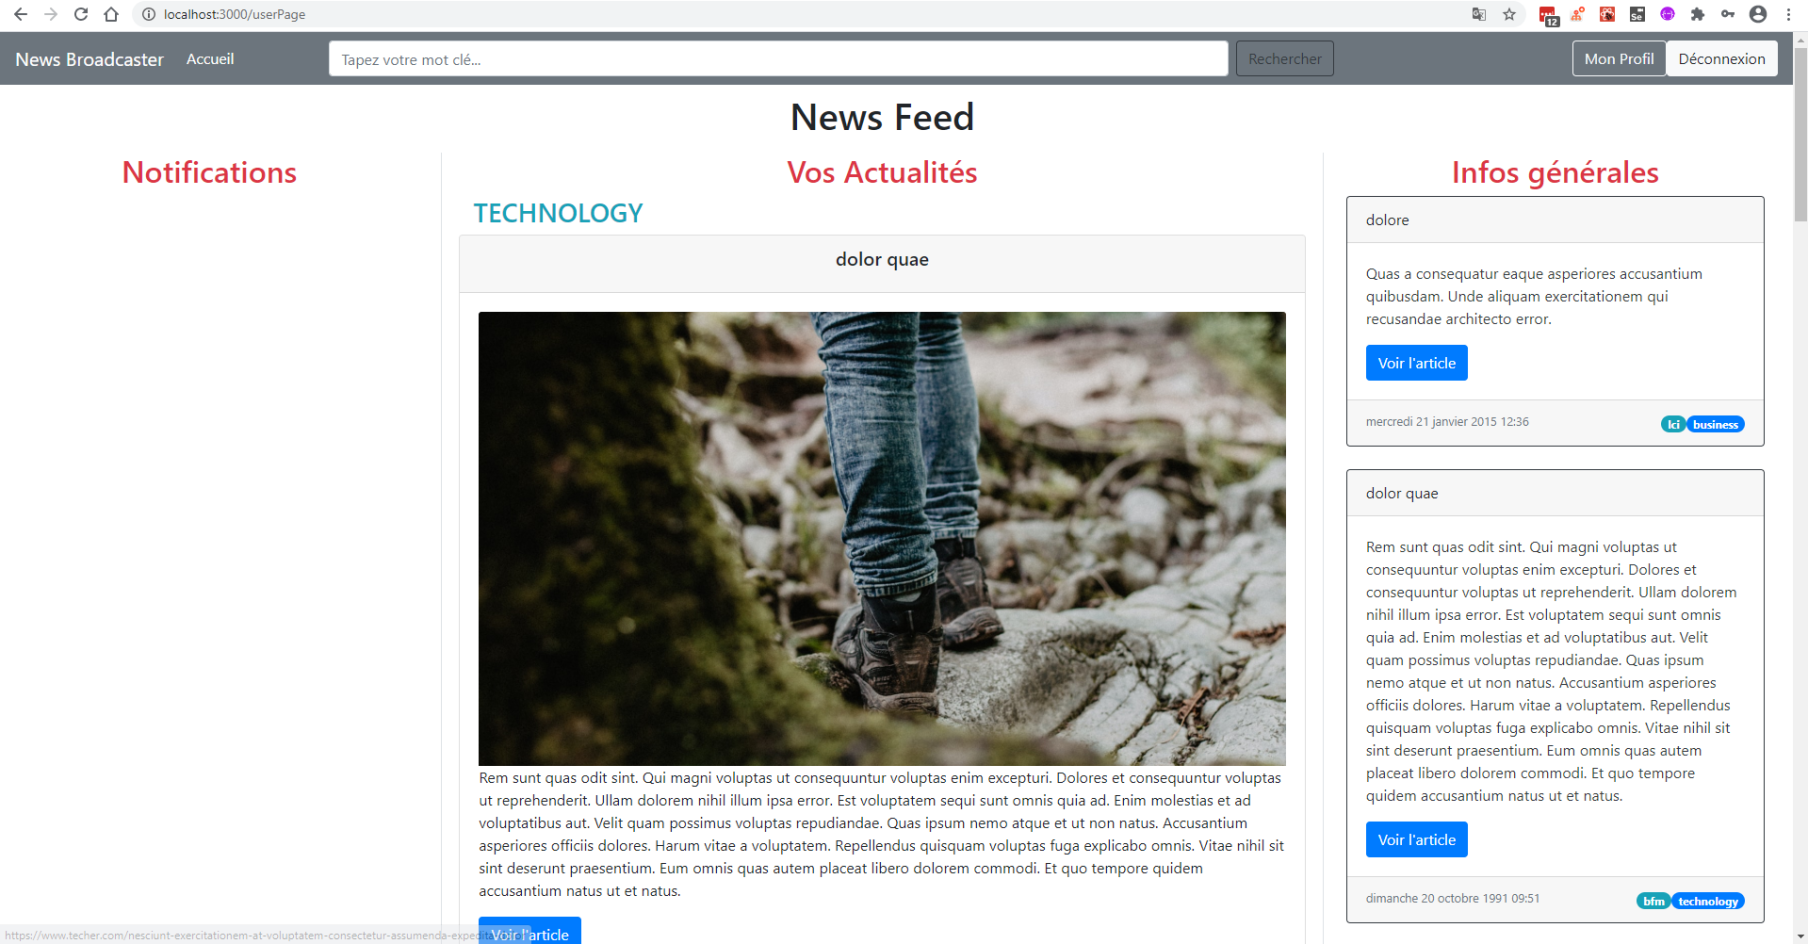 localhost:3000/userPage
12
Se
News Broadcaster
Accueil
Tapez votre mot clé...
Rechercher
Mon Profil
Déconnexion
News Feed
Notifications
Vos Actualités
TECHNOLOGY
dolor quae
Rem sunt quas odit sint. Qui magni voluptas ut consequuntur voluptas enim excepturi. Dolores et consequuntur voluptas
ut reprehenderit. Ullam dolorem nihil illum ipsa error. Est voluptatem sequi sunt omnis quia ad. Enim molestias et ad
voluptatibus aut. Velit quam possimus voluptas repudiandae. Quas ipsum nemo atque et ut non natus. Accusantium
asperiores officiis dolores. Harum vitae a voluptatem. Repellendus quisquam voluptas fuga explicabo omnis. Vitae nihil sit
sint deserunt praesentium. Eum omnis quas autem placeat libero dolorem commodi. Et quo tempore quidem
accusantium natus ut et natus.
Voir l'article
Infos générales
dolore
Quas a consequatur eaque asperiores accusantium
quibusdam. Unde aliquam exercitationem qui
recusandae architecto error.
Voir l'article
mercredi 21 janvier 2015 12:36
lci
business
dolor quae
Rem sunt quas odit sint. Qui magni voluptas ut
consequuntur voluptas enim excepturi. Dolores et
consequuntur voluptas ut reprehenderit. Ullam dolorem
nihil illum ipsa error. Est voluptatem sequi sunt omnis
quia ad. Enim molestias et ad voluptatibus aut. Velit
quam possimus voluptas repudiandae. Quas ipsum
nemo atque et ut non natus. Accusantium asperiores
officiis dolores. Harum vitae a voluptatem. Repellendus
quisquam voluptas fuga explicabo omnis. Vitae nihil sit
sint deserunt praesentium. Eum omnis quas autem
placeat libero dolorem commodi. Et quo tempore
quidem accusantium natus ut et natus.
Voir l'article
dimanche 20 octobre 1991 09:51
bfm
technology